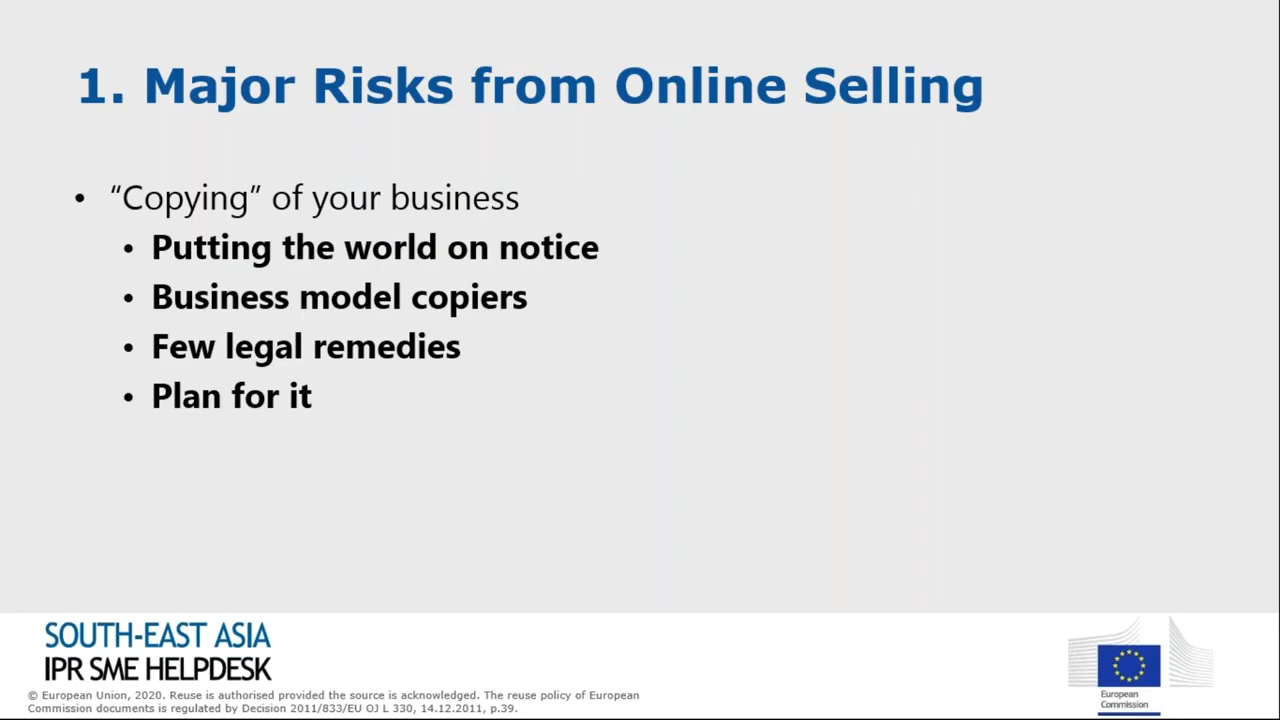 1. Major Risks from Online Selling
• “Copying” of your business
• Putting the world on notice
• Business model copiers
• Few legal remedies
• Plan for it
SOUTH-EAST ASIA
IPR SME HELPDESK
© European Union, 2020. Reuse is authorised provided the source is acknowledged. The reuse policy of European
Commission documents is regulated by Decision 2011/833/EU OJ L 330, 14.12.2011, p.39.
European
Commission